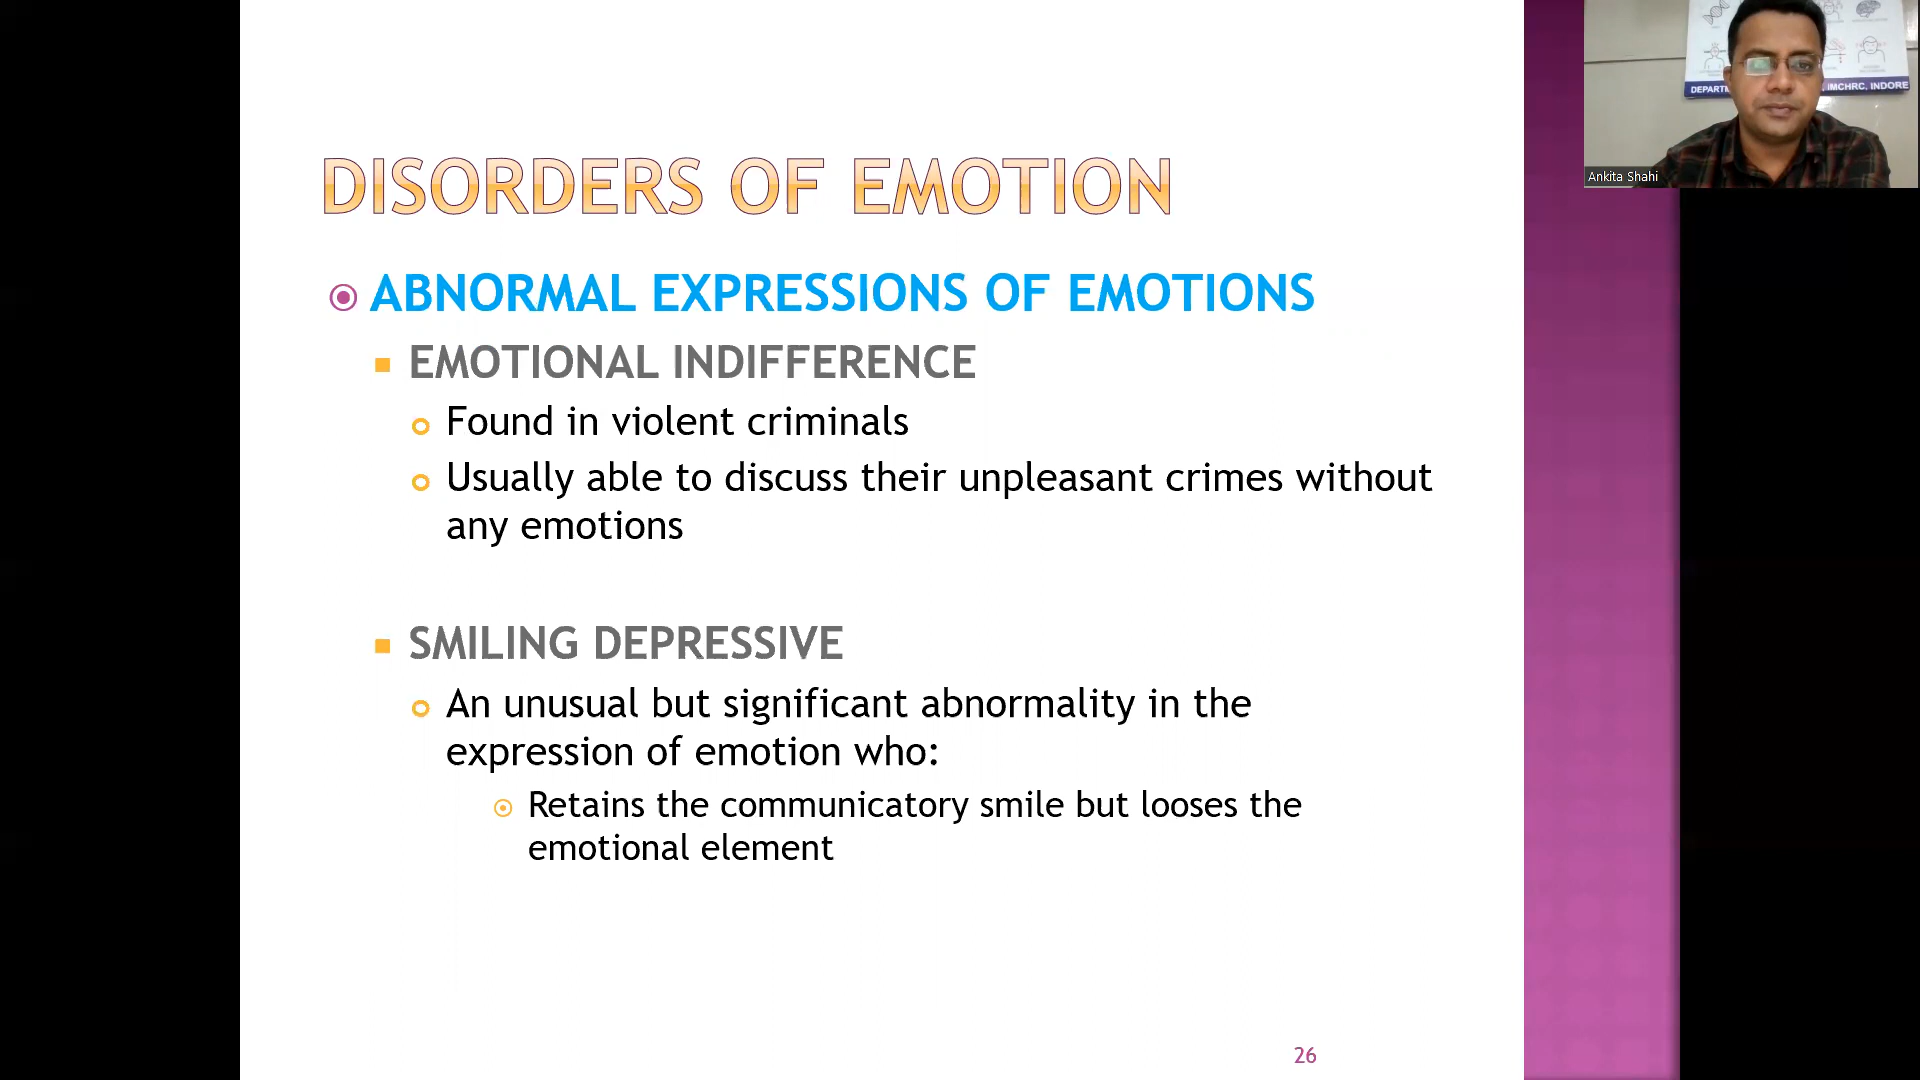 DISORDERS OF EMOTION
ABNORMAL EXPRESSIONS OF EMOTIONS
EMOTIONAL INDIFFERENCE
Found in violent criminals
Usually able to discuss their unpleasant crimes without
any emotions
SMILING DEPRESSIVE
An unusual but significant abnormality in the
expression of emotion who:
Retains the communicatory smile but looses the
emotional element
26
IMCHRC, INDORE
Ankita Shahi